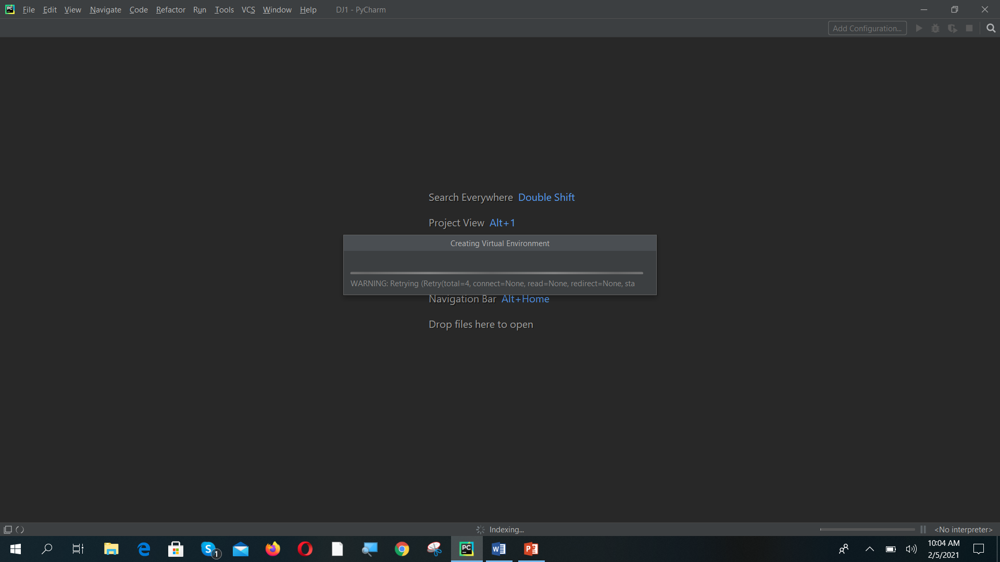 File Edit View Navigate Code Refactor Run Tools VCS Window Help DJ1 - PyCharm
Add Configuration...
Search Everywhere Double Shift
Project View Alt+1
Creating Virtual Environment
WARNING: Retrying (Retry(total=4, connect=None, read=None, redirect=None, sta
Navigation Bar Alt+Home
Drop files here to open
Indexing...
<No interpreter>
10:04 AM
2/5/2021
1